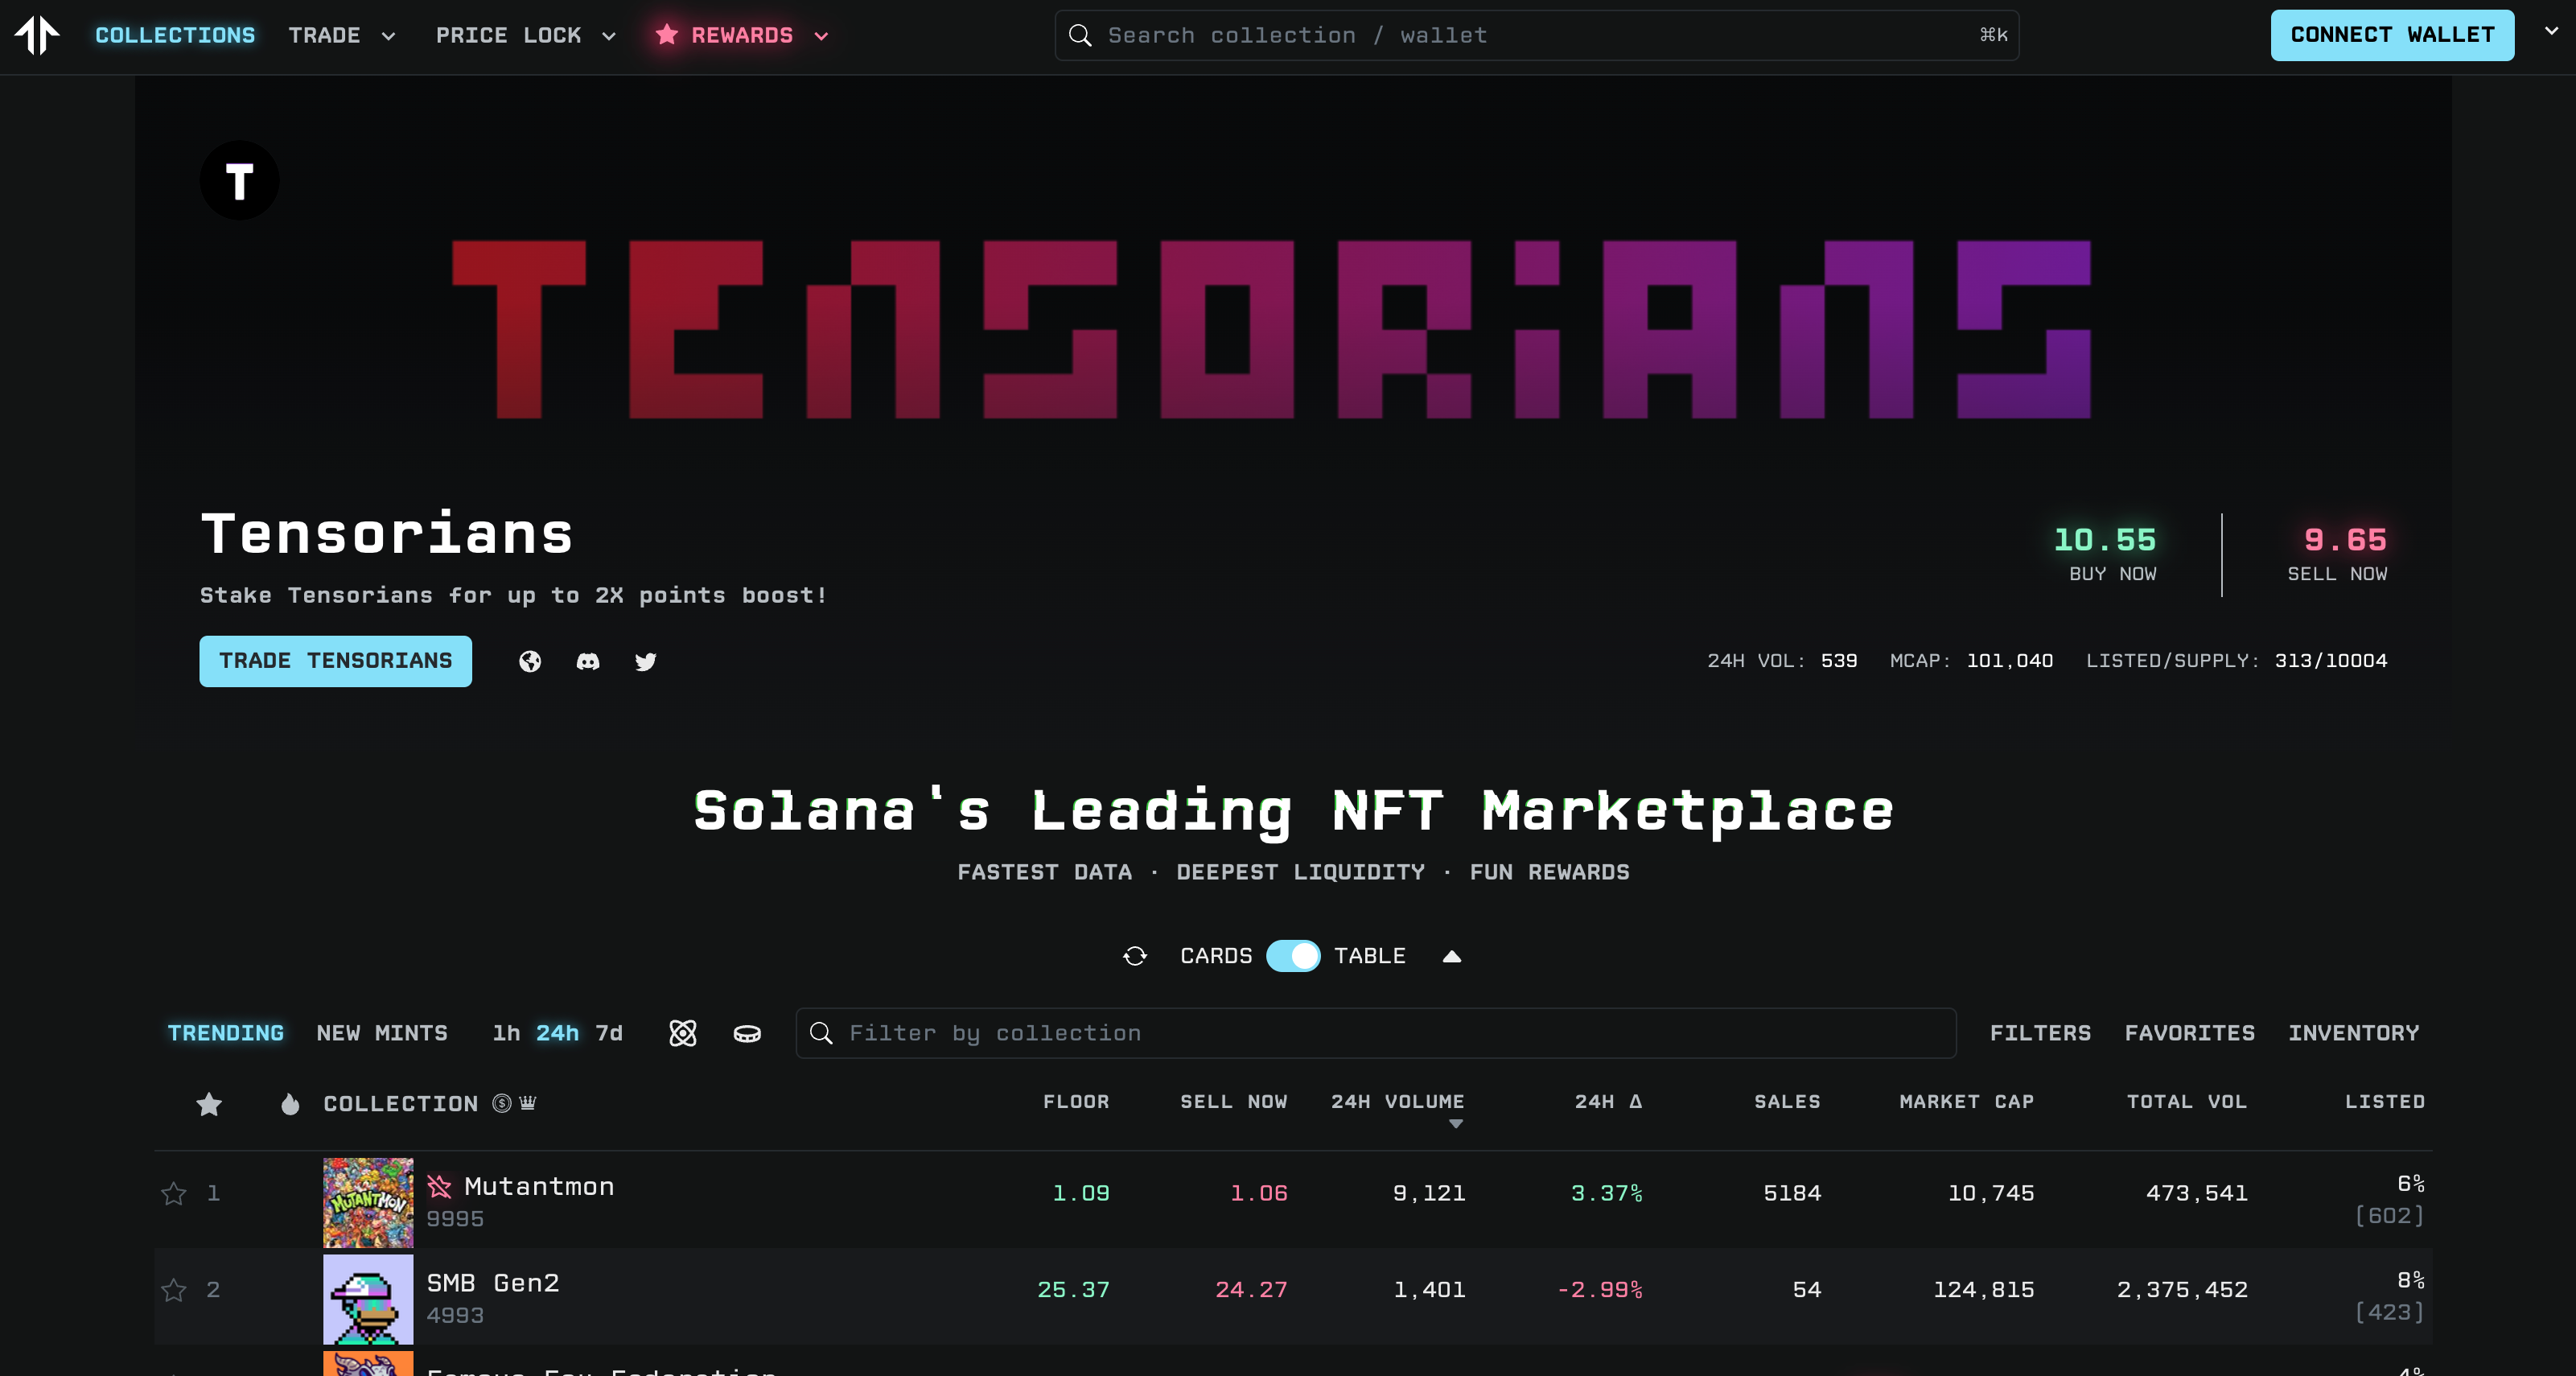 COLLECTIONS TRADE PRICE LOCK REWARDS Search collection / wallet ⌘k CONNECT WALLET
T
TENSORiANS
Tensorians
Stake Tensorians for up to 2X points boost!
10.55
BUY NOW
9.65
SELL NOW
TRADE TENSORIANS
24H VOL: 539 MCAP: 101,040 LISTED/SUPPLY: 313/10004
Solana's Leading NFT Marketplace
FASTEST DATA · DEEPEST LIQUIDITY · FUN REWARDS
CARDS TABLE
TRENDING NEW MINTS 1h 24h 7d Filter by collection FILTERS FAVORITES INVENTORY
COLLECTION FLOOR SELL NOW 24H VOLUME 24H Δ SALES MARKET CAP TOTAL VOL LISTED
1 MUTANTMON Mutantmon 1.09 1.06 9,121 3.37% 5184 10,745 473,541 6%
9995 [602]
2 SMB Gen2 25.37 24.27 1,401 -2.99% 54 124,815 2,375,452 8%
4993 [423]
Famous Fox Federation 4%